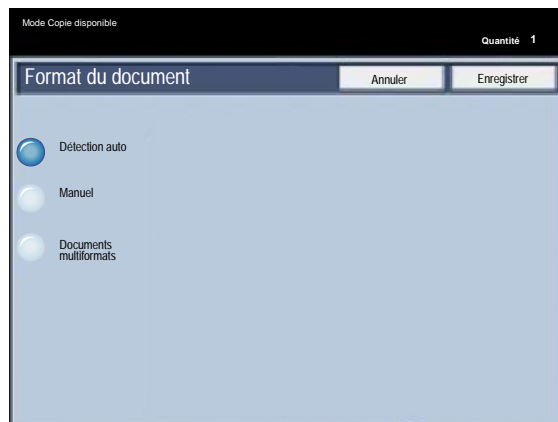 Mode Copie disponible
Quantité 1
Format du document
Annuler
Enregistrer
Détection auto
Manuel
Documents
multiformats